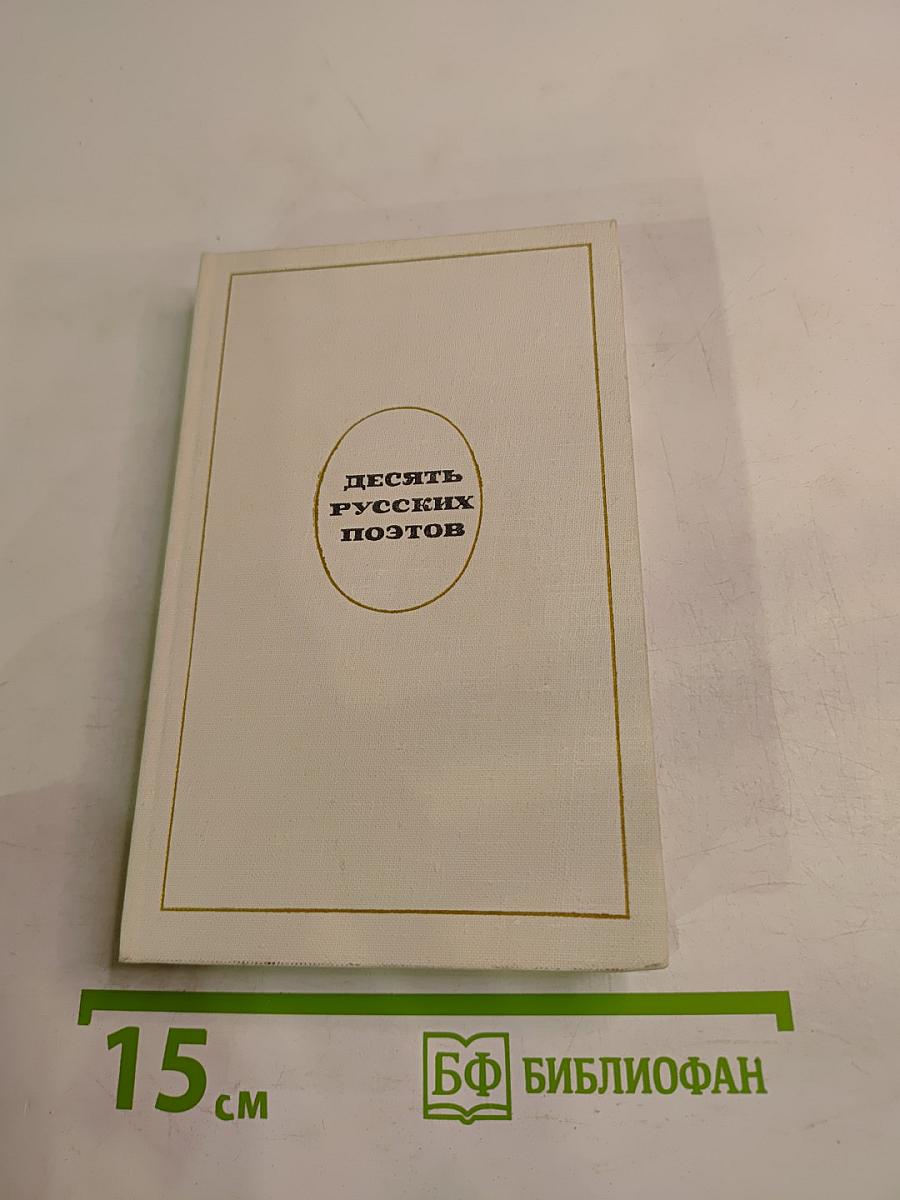 ДЕСЯТЬ
РУССКИХ
ПОЭТОВ
15 см
БФ БИБЛИОФАН